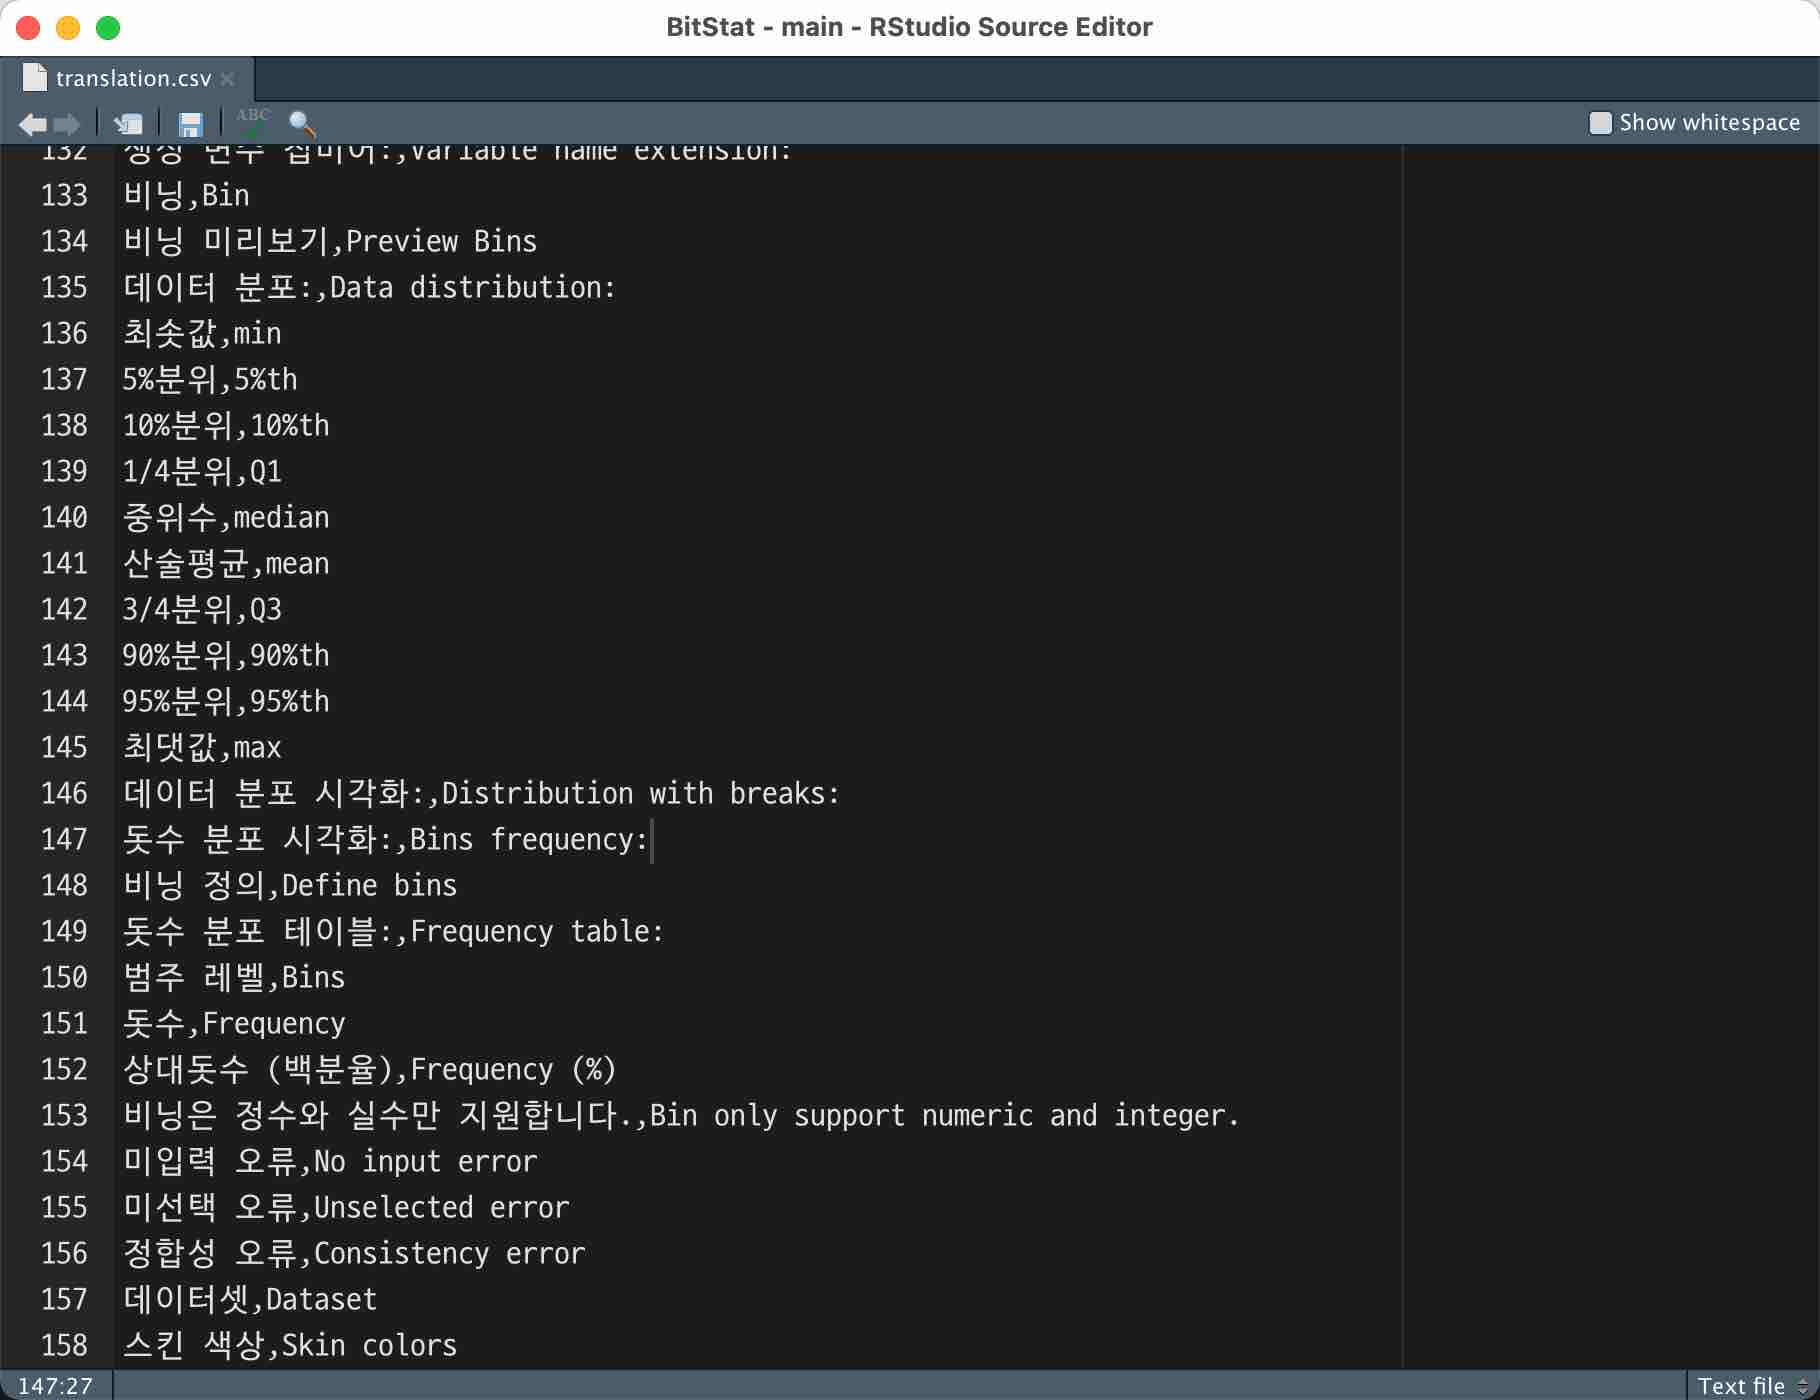 BitStat - main - RStudio Source Editor
translation.csv
ABC
Show whitespace
132 생성 변수 접미어:,Variable name extension:
133 비닝,Bin
134 비닝 미리보기,Preview Bins
135 데이터 분포:,Data distribution:
136 최솟값,min
137 5%분위,5%th
138 10%분위,10%th
139 1/4분위,Q1
140 중위수,median
141 산술평균,mean
142 3/4분위,Q3
143 90%분위,90%th
144 95%분위,95%th
145 최댓값,max
146 데이터 분포 시각화:,Distribution with breaks:
147 돗수 분포 시각화:,Bins frequency:
148 비닝 정의,Define bins
149 돗수 분포 테이블:,Frequency table:
150 범주 레벨,Bins
151 돗수,Frequency
152 상대돗수 (백분율),Frequency (%)
153 비닝은 정수와 실수만 지원합니다.,Bin only support numeric and integer.
154 미입력 오류,No input error
155 미선택 오류,Unselected error
156 정합성 오류,Consistency error
157 데이터셋,Dataset
158 스킨 색상,Skin colors
147:27
Text file